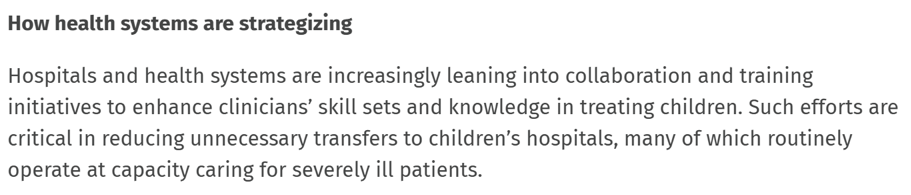 How health systems are strategizing
Hospitals and health systems are increasingly leaning into collaboration and training
initiatives to enhance clinicians’ skill sets and knowledge in treating children. Such efforts are
critical in reducing unnecessary transfers to children’s hospitals, many of which routinely
operate at capacity caring for severely ill patients.